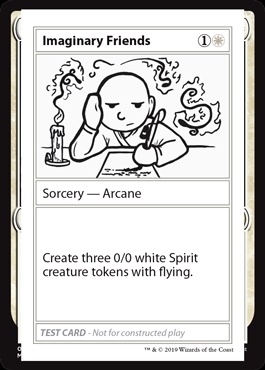 Imaginary Friends 1
Sorcery — Arcane
Create three 0/0 white Spirit
creature tokens with flying.
TEST CARD - Not for constructed play
™ & © 2019 Wizards of the Coast